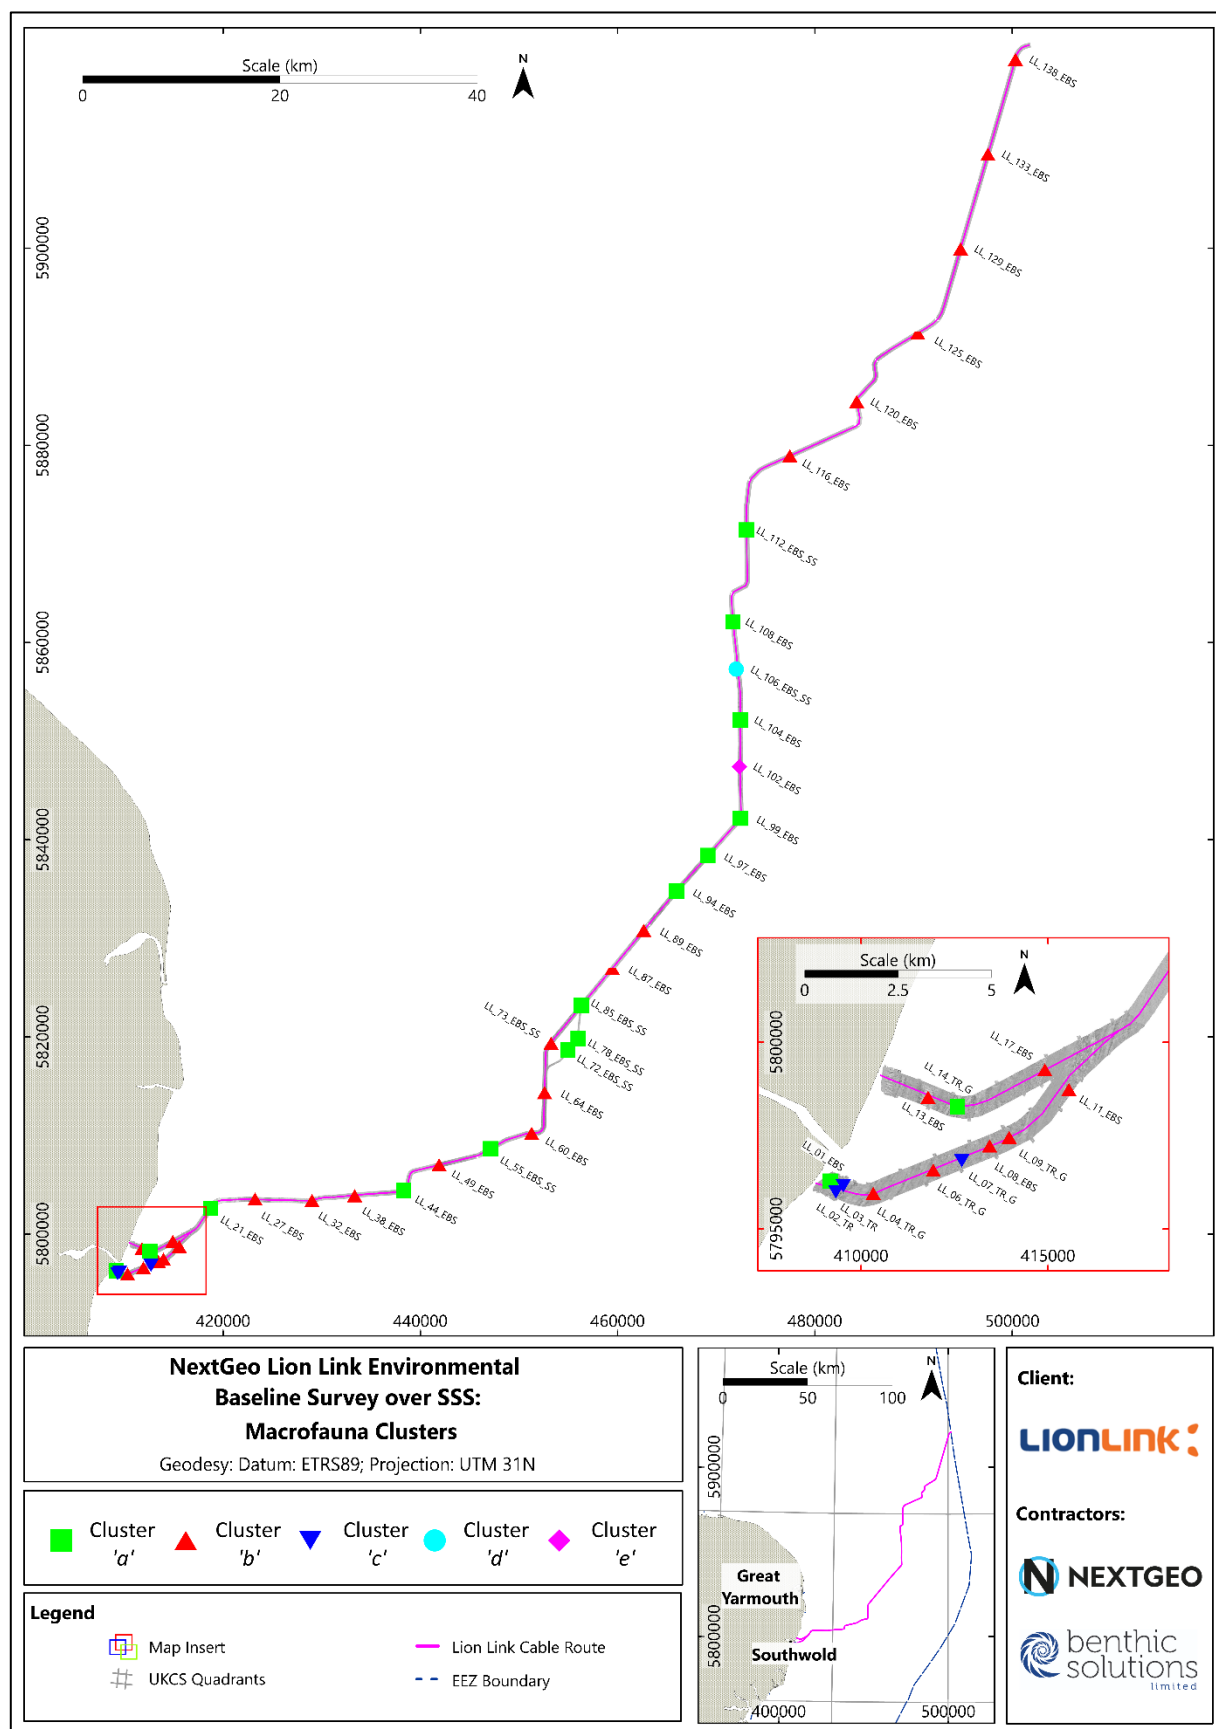 Scale (km)
0 20 40
N
LL_138_EBS
LL_133_EBS
5900000
LL_129_EBS
LL_125_EBS
LL_120_EBS
5880000
LL_116_EBS
LL_112_EBS_SS
5860000
LL_108_EBS
LL_106_EBS_SS
LL_104_EBS
LL_102_EBS
5840000
LL_99_EBS
LL_97_EBS
LL_94_EBS
LL_89_EBS
LL_87_EBS
LL_85_EBS_SS
LL_73_EBS_SS
5820000
LL_78_EBS_SS
LL_72_EBS_SS
LL_64_EBS
LL_60_EBS
LL_55_EBS_SS
LL_49_EBS
LL_44_EBS
LL_38_EBS
LL_32_EBS
LL_27_EBS
LL_21_EBS
5800000
420000 440000 460000 480000 500000
Scale (km)
0 2.5 5
N
5800000
LL_17_EBS
LL_14_TR_G
LL_13_EBS
LL_11_EBS
LL_01_EBS
LL_09_TR_G
LL_08_EBS
LL_07_TR_G
LL_06_TR_G
LL_04_TR_G
LL_03_TR
LL_02_TR
5795000
410000 415000
NextGeo Lion Link Environmental
Baseline Survey over SSS:
Macrofauna Clusters
Geodesy: Datum: ETRS89; Projection: UTM 31N
Cluster 'a'
Cluster 'b'
Cluster 'c'
Cluster 'd'
Cluster 'e'
Legend
Map Insert
Lion Link Cable Route
UKCS Quadrants
EEZ Boundary
Scale (km)
0 50 100
N
5900000
5800000
Great
Yarmouth
Southwold
400000 500000
Client:
LIONLINK
Contractors:
N NEXTGEO
benthic
solutions
limited